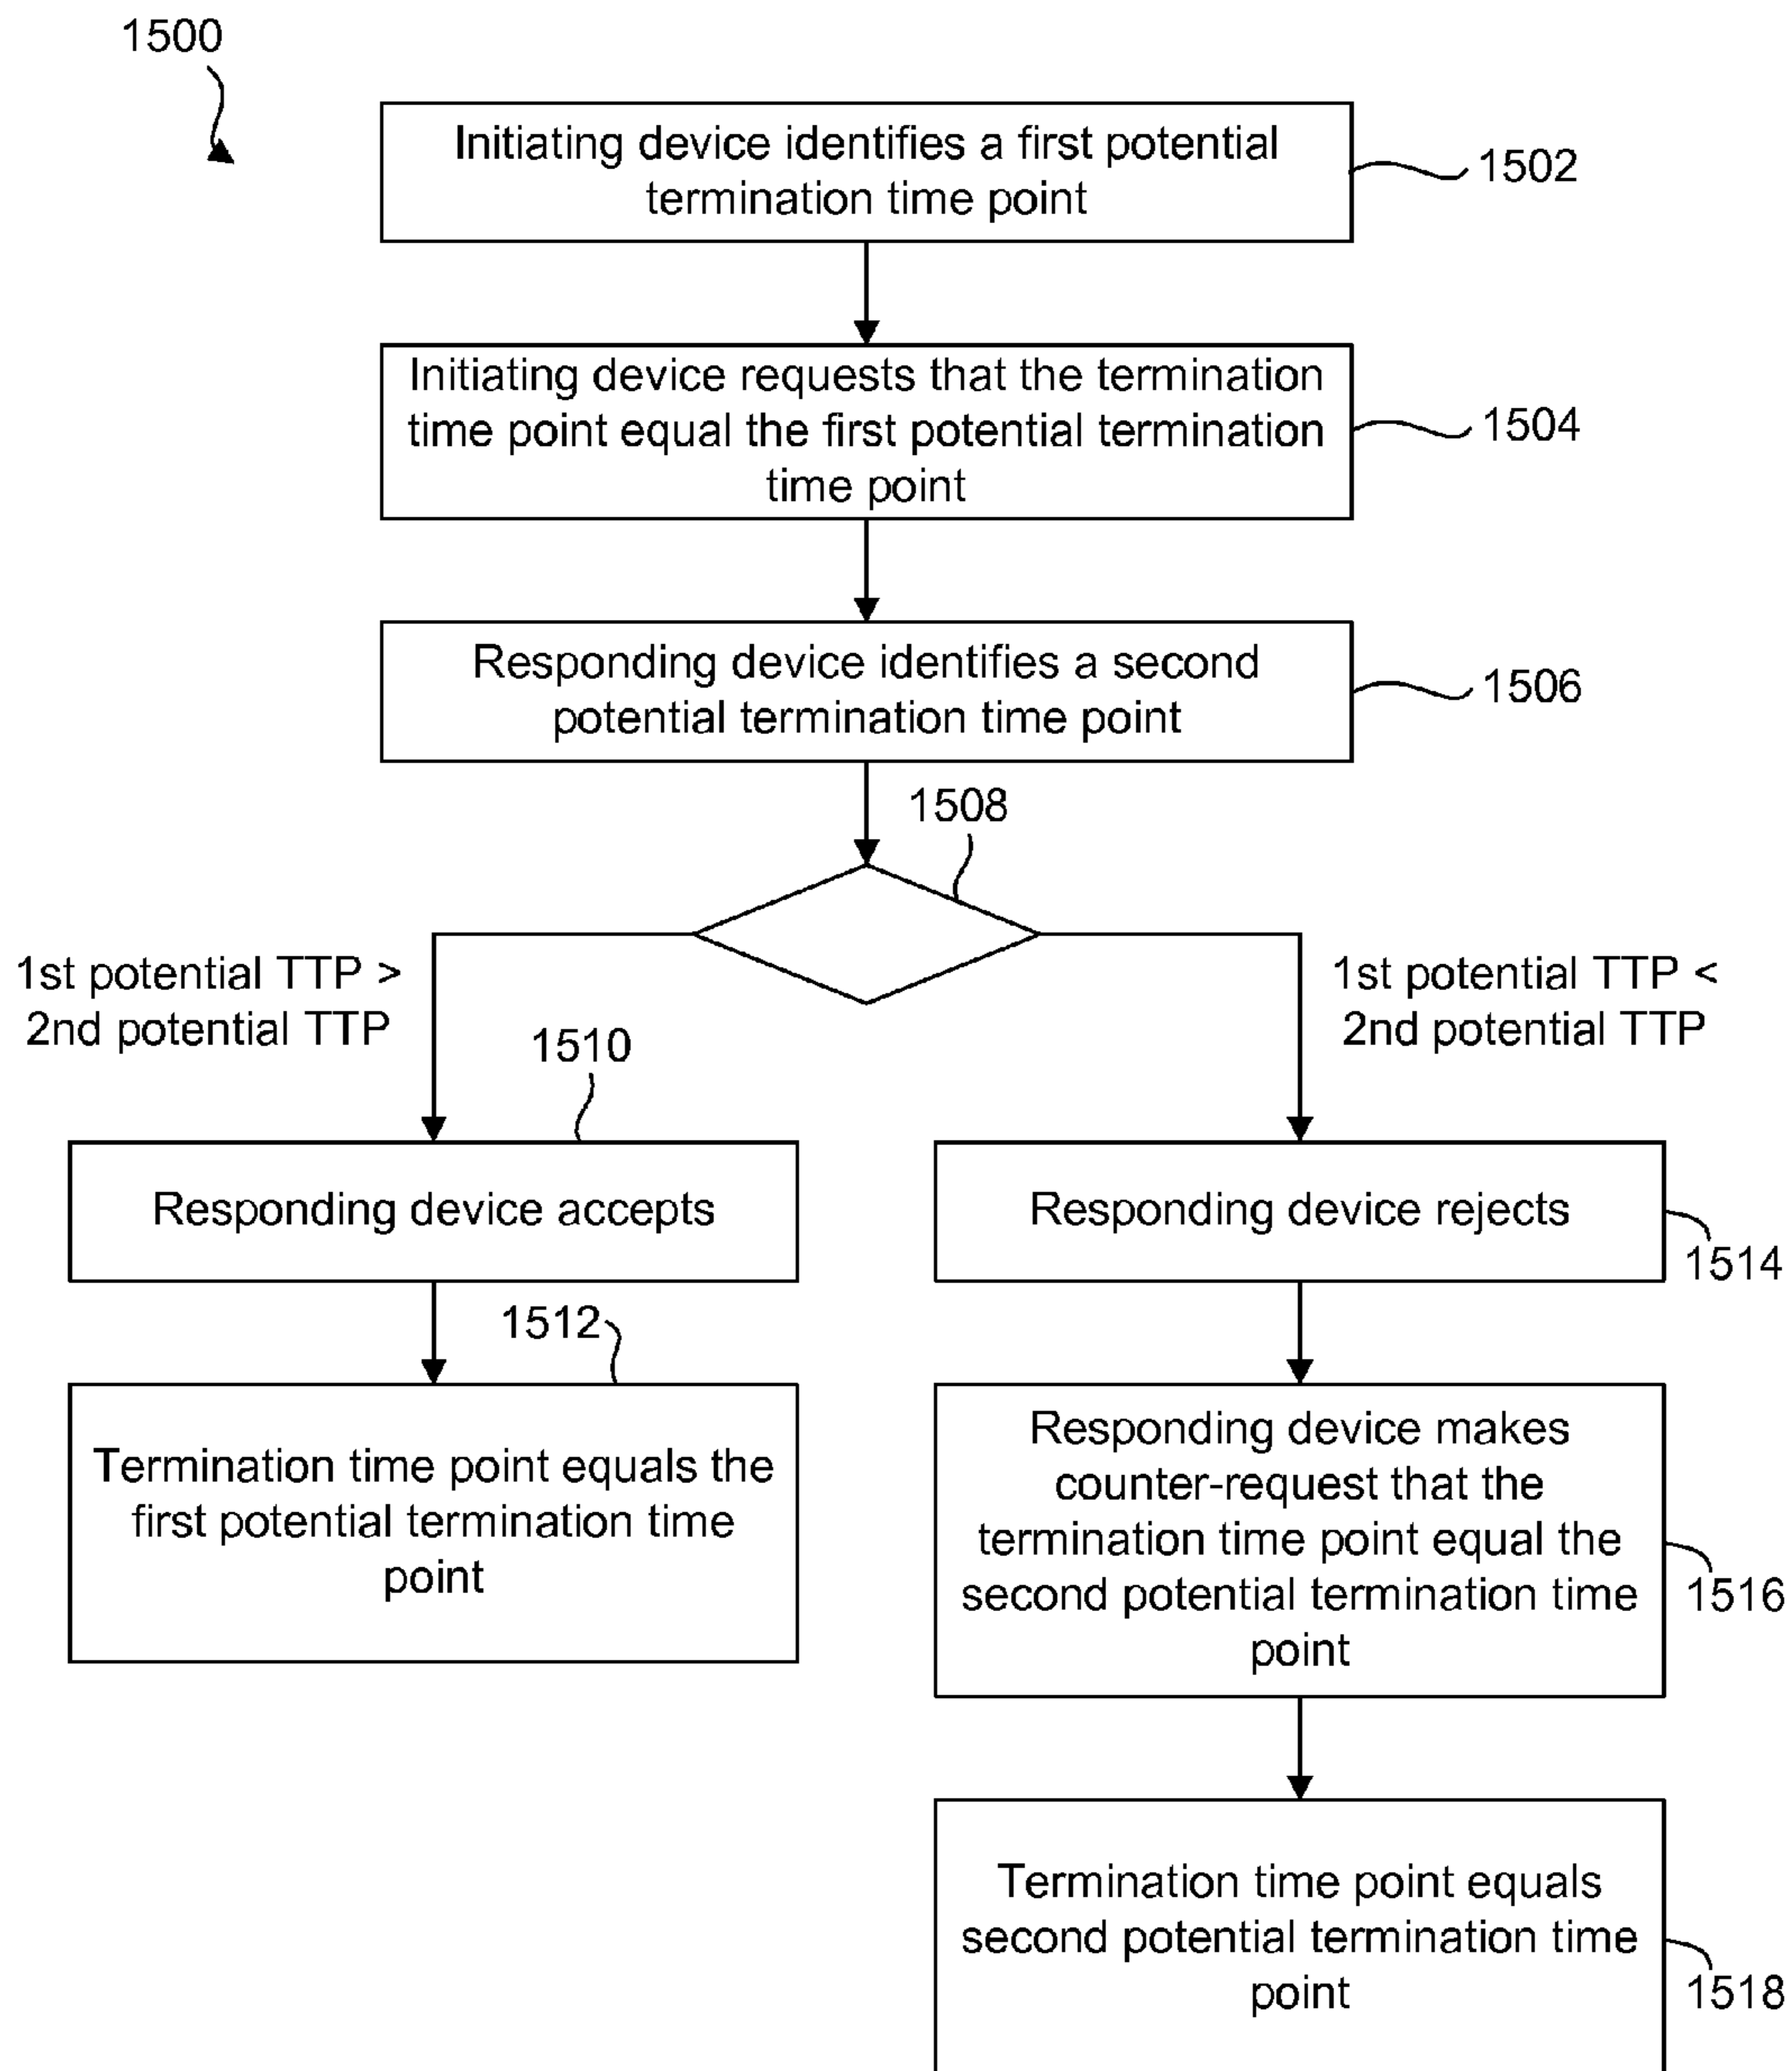 1500
Initiating device identifies a first potential
termination time point
1502
Initiating device requests that the termination
time point equal the first potential termination
time point
1504
Responding device identifies a second
potential termination time point
1506
1508
1st potential TTP >
2nd potential TTP
1st potential TTP <
2nd potential TTP
1510
Responding device accepts
Responding device rejects
1514
1512
Termination time point equals the
first potential termination time
point
Responding device makes
counter-request that the
termination time point equal the
second potential termination time
point
1516
Termination time point equals
second potential termination time
point
1518